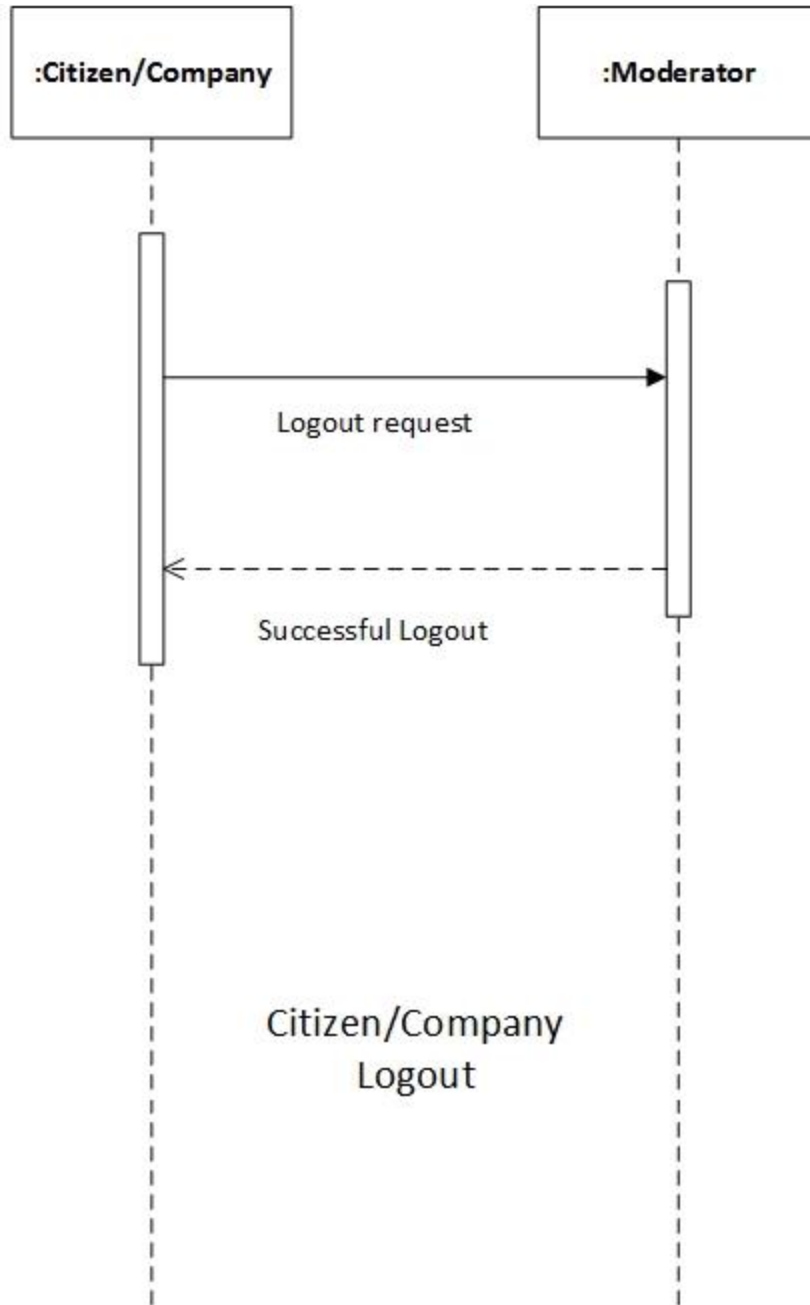 :Citizen/Company
:Moderator
Logout request
Successful Logout
Citizen/Company
Logout